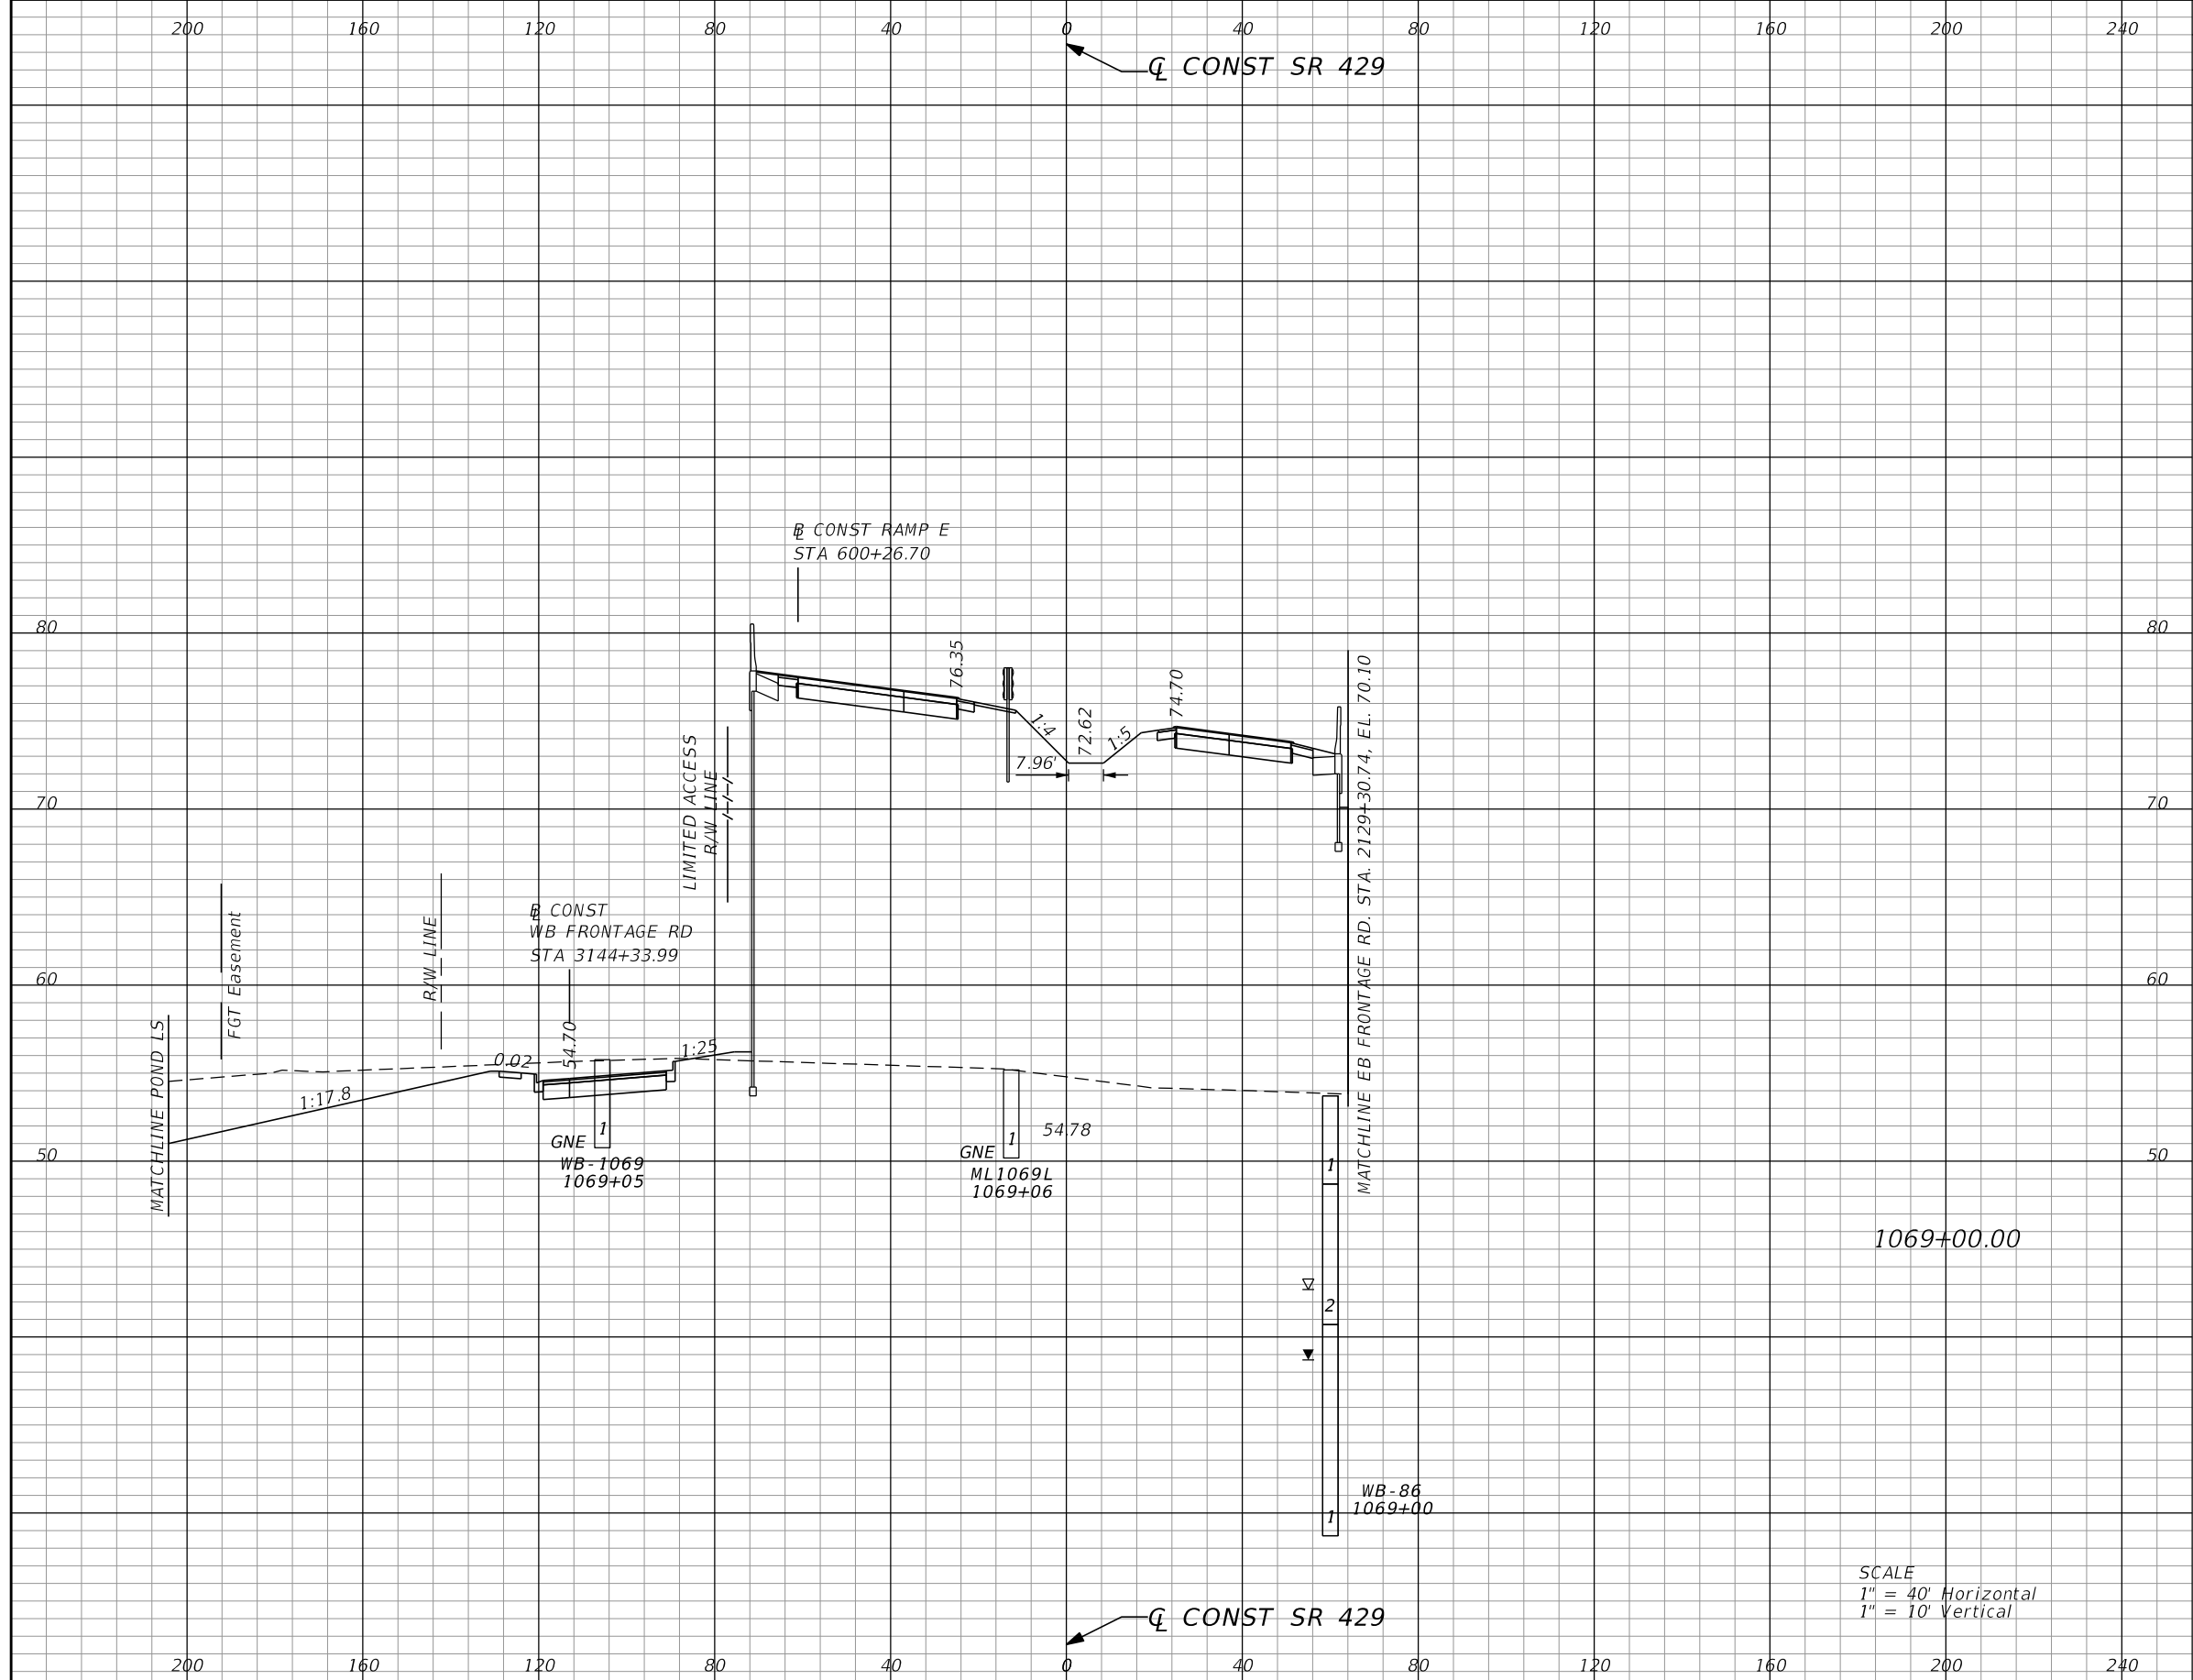 200 160 120 80 40 0 40 80 120 160 200 240
℄ CONST SR 429
B̲L CONST RAMP E
STA 600+26.70
80 80
76.35
74.70
72.62
1:4
1:5
7.96'
LIMITED ACCESS
R/W LINE
MATCHLINE EB FRONTAGE RD. STA. 2129+30.74, EL. 70.10
70 70
B̲L CONST
WB FRONTAGE RD
STA 3144+33.99
R/W LINE
FGT Easement
60 60
MATCHLINE POND LS
54.70
0.02
1:25
1:17.8
1
GNE
WB-1069
1069+05
1
GNE
ML1069L
1069+06
54.78
50 50
1
2
1
1069+00.00
WB-86
1069+00
SCALE
1" = 40' Horizontal
1" = 10' Vertical
℄ CONST SR 429
200 160 120 80 40 0 40 80 120 160 200 240